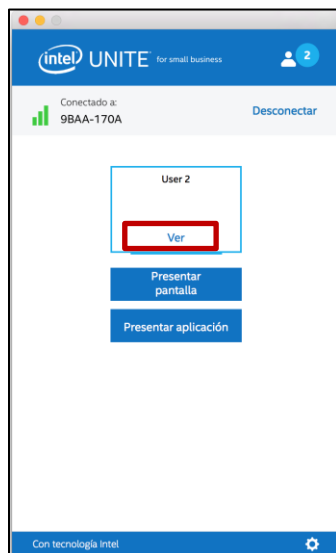 intel UNITE for small business
2
Conectado a:
9BAA-170A
Desconectar
User 2
Ver
Presentar
pantalla
Presentar aplicación
Con tecnología Intel